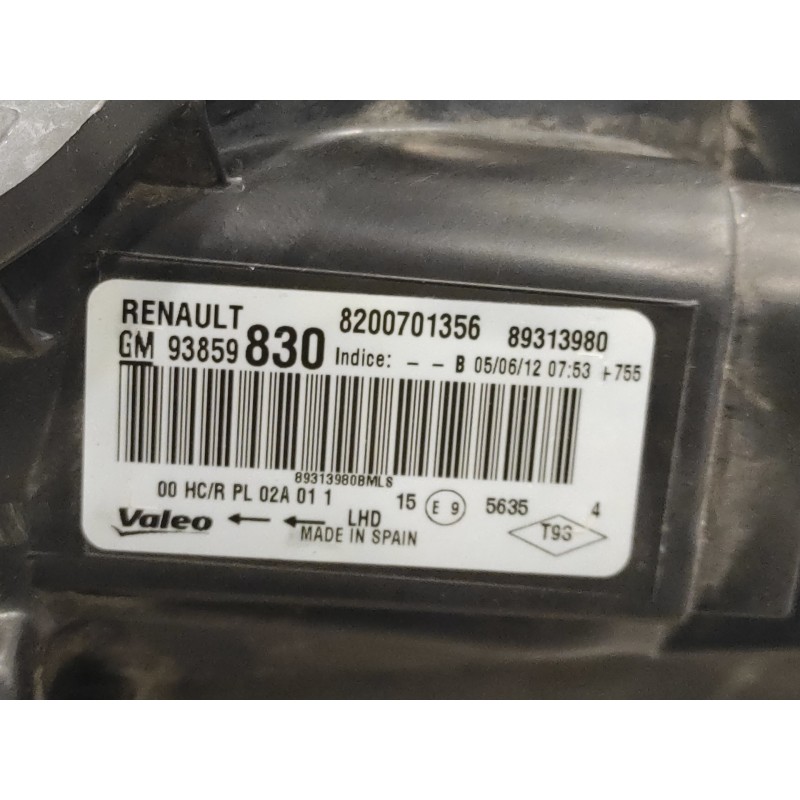 RENAULT 8200701356 89313980
GM 93859 830 Indice: - - B 05/06/12 07:53 +755
89313980BMLS
00 HC/R PL 02A 01 1 15 E 9 5635 4
Valeo ← ← LHD T93
MADE IN SPAIN